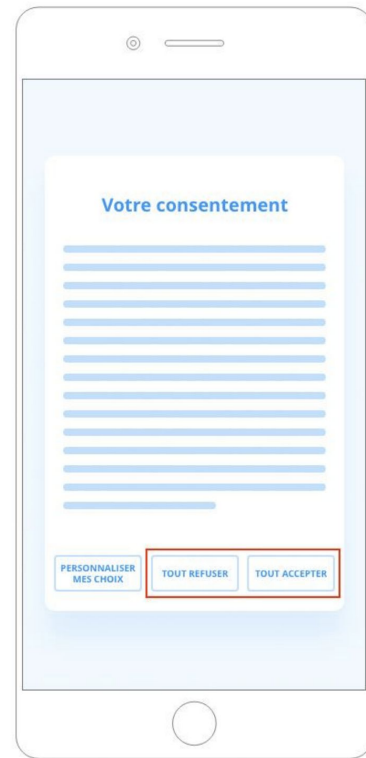 Votre consentement
PERSONNALISER
MES CHOIX
TOUT REFUSER
TOUT ACCEPTER